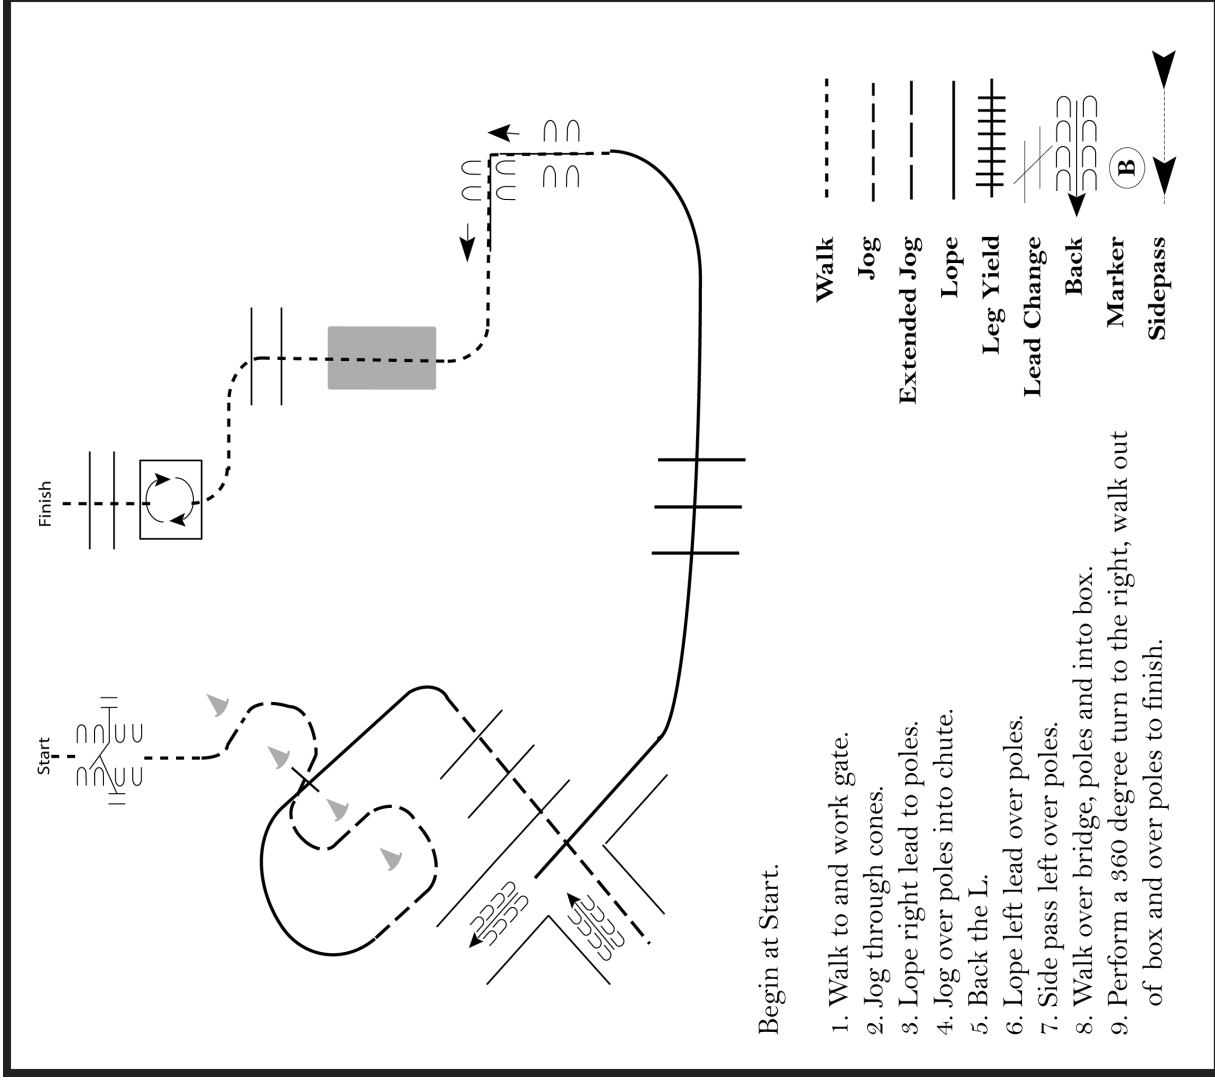 Start
Finish
Begin at Start.
1. Walk to and work gate.
2. Jog through cones.
3. Lope right lead to poles.
4. Jog over poles into chute.
5. Back the L.
6. Lope left lead over poles.
7. Side pass left over poles.
8. Walk over bridge, poles and into box.
9. Perform a 360 degree turn to the right, walk out
of box and over poles to finish.
Walk
Jog
Extended Jog
Lope
Leg Yield
Lead Change
Back
Marker
B
Sidepass